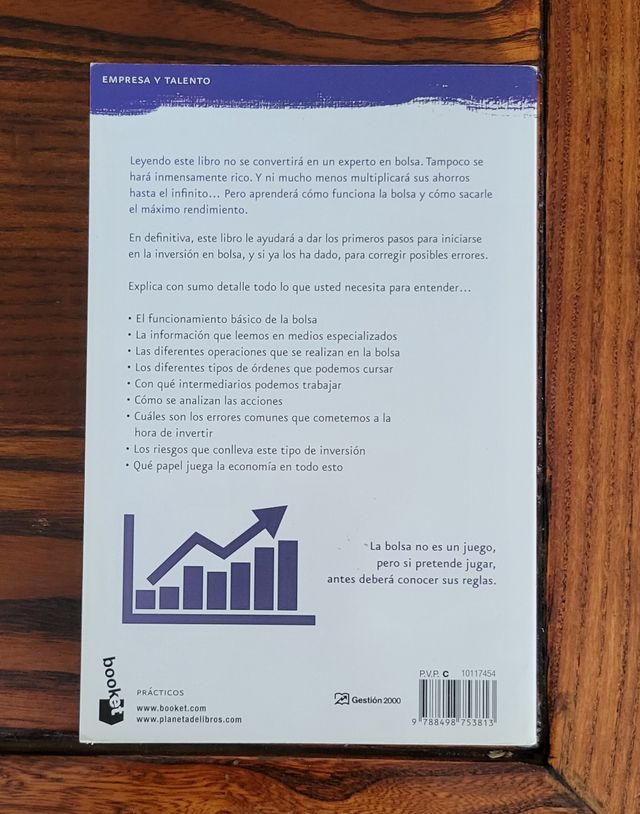 EMPRESA Y TALENTO
Leyendo este libro no se convertirá en un experto en bolsa. Tampoco se
hará inmensamente rico. Y ni mucho menos multiplicará sus ahorros
hasta el infinito... Pero aprenderá cómo funciona la bolsa y cómo sacarle
el máximo rendimiento.
En definitiva, este libro le ayudará a dar los primeros pasos para iniciarse
en la inversión en bolsa, y si ya los ha dado, para corregir posibles errores.
Explica con sumo detalle todo lo que usted necesita para entender...
• El funcionamiento básico de la bolsa
• La información que leemos en medios especializados
• Las diferentes operaciones que se realizan en la bolsa
• Los diferentes tipos de órdenes que podemos cursar
• Con qué intermediarios podemos trabajar
• Cómo se analizan las acciones
• Cuáles son los errores comunes que cometemos a la
hora de invertir
• Los riesgos que conlleva este tipo de inversión
• Qué papel juega la economía en todo esto
La bolsa no es un juego,
pero si pretende jugar,
antes deberá conocer sus reglas.
booket
PRÁCTICOS
www.booket.com
www.planetadelibros.com
Gestión 2000
P.V.P. C 10117454
9 788498 753813